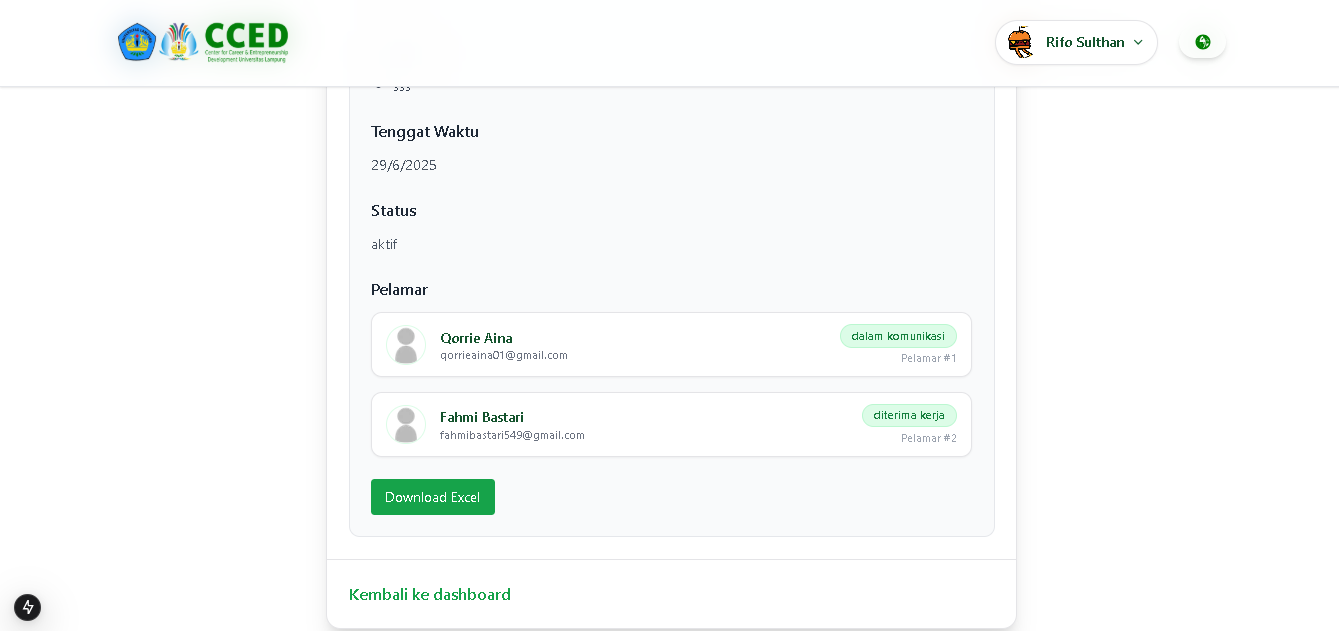 CCED
Center for Career & Entrepreneurship
Development Universitas Lampung
Rifo Sulthan
Tenggat Waktu
29/6/2025
Status
aktif
Pelamar
Qorrie Aina
qorrieaina01@gmail.com
dalam komunikasi
Pelamar #1
Fahmi Bastari
fahmibastari549@gmail.com
diterima kerja
Pelamar #2
Download Excel
Kembali ke dashboard